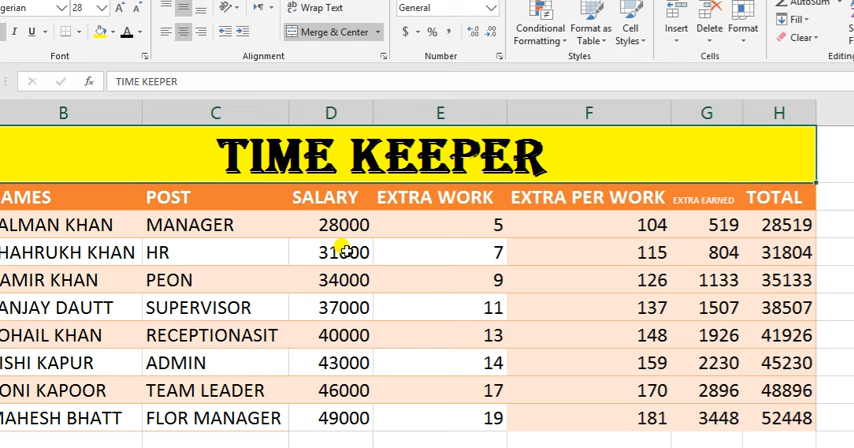 gerian 28 General
Wrap Text
Merge & Center
Conditional Formatting
Format as Table
Cell Styles
Insert Delete Format
AutoSum
Fill
Clear
Font Alignment Number Styles Cells
fx TIME KEEPER
B C D E F G H
TIME KEEPER
AMES POST SALARY EXTRA WORK EXTRA PER WORK EXTRA EARNED TOTAL
ALMAN KHAN MANAGER 28000 5 104 519 28519
HAHRUKH KHAN HR 31000 7 115 804 31804
AMIR KHAN PEON 34000 9 126 1133 35133
ANJAY DAUTT SUPERVISOR 37000 11 137 1507 38507
OHAIL KHAN RECEPTIONASIT 40000 13 148 1926 41926
ISHI KAPUR ADMIN 43000 14 159 2230 45230
ONI KAPOOR TEAM LEADER 46000 17 170 2896 48896
MAHESH BHATT FLOR MANAGER 49000 19 181 3448 52448